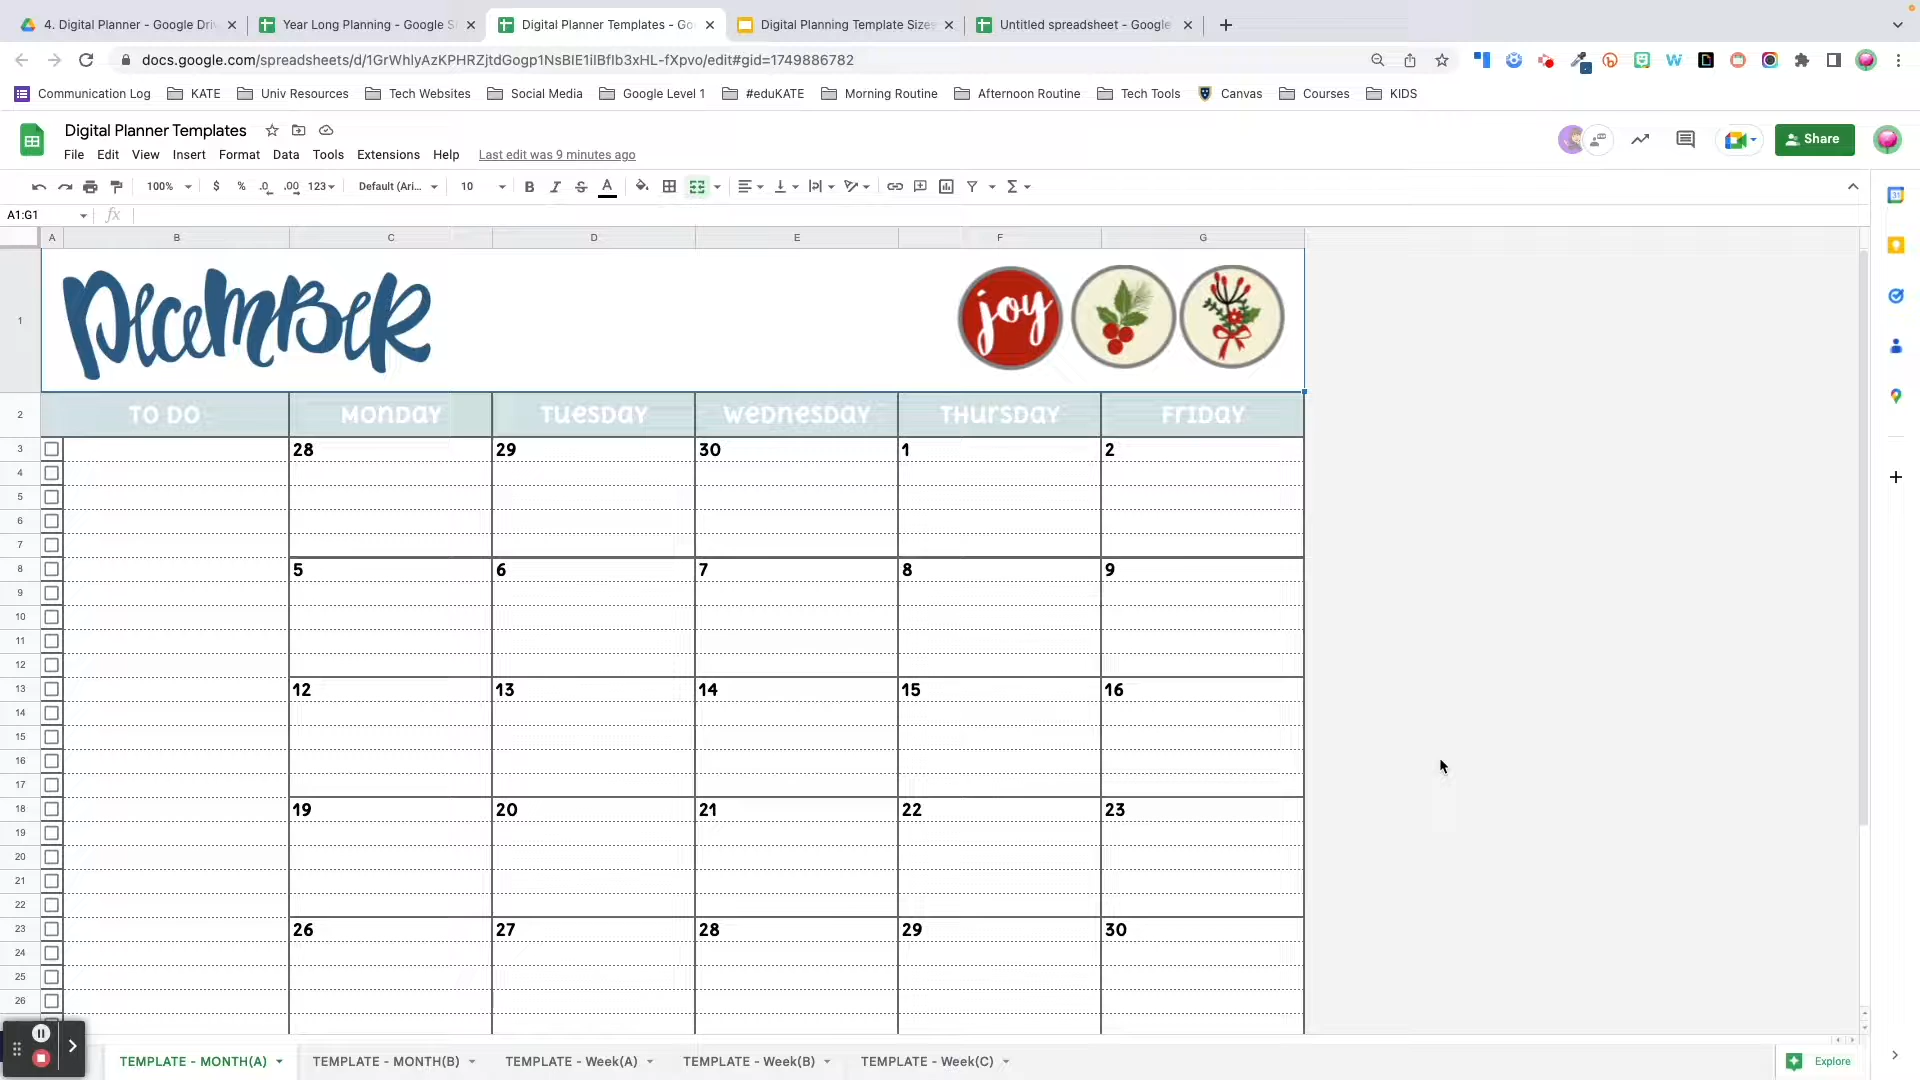 4. Digital Planner - Google Driv
Year Long Planning - Google S
Digital Planner Templates - Go
Digital Planning Template Sizes
Untitled spreadsheet - Google
docs.google.com/spreadsheets/d/1GrWhlyAzKPHRZjtdGogp1NsBlE1ilBfIb3xHL-fXpvo/edit#gid=1749886782
Communication Log KATE Univ Resources Tech Websites Social Media Google Level 1 #eduKATE Morning Routine Afternoon Routine Tech Tools Canvas Courses KIDS
Digital Planner Templates
File Edit View Insert Format Data Tools Extensions Help Last edit was 9 minutes ago
Share
100% $ % .0 .00 123 Default (Ari... 10 B I S A
A1:G1 fx
A B C D E F G
1 December joy
2 TO DO MONDAY TUESDAY WEDNESDAY THURSDAY FRIDAY
3 28 29 30 1 2
4
5
6
7
8 5 6 7 8 9
9
10
11
12
13 12 13 14 15 16
14
15
16
17
18 19 20 21 22 23
19
20
21
22
23 26 27 28 29 30
24
25
26
TEMPLATE - MONTH(A) TEMPLATE - MONTH(B) TEMPLATE - Week(A) TEMPLATE - Week(B) TEMPLATE - Week(C) Explore